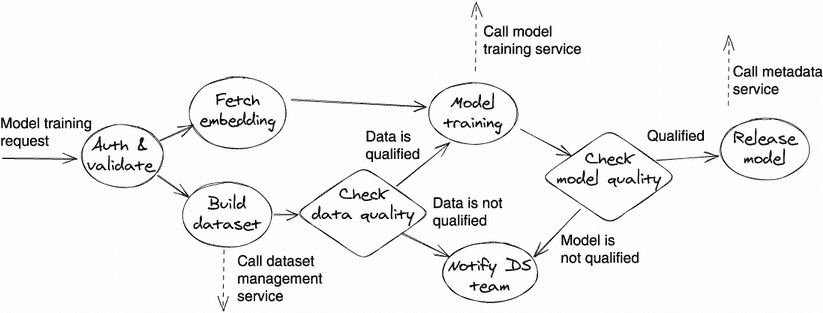 Model training
request
Auth &
validate
Fetch
embedding
Build
dataset
Call dataset
management
service
Check
data quality
Data is
qualified
Data is not
qualified
Model
training
Call model
training service
Notify DS
team
Check
model quality
Model is
not qualified
Qualified
Release
model
Call metadata
service